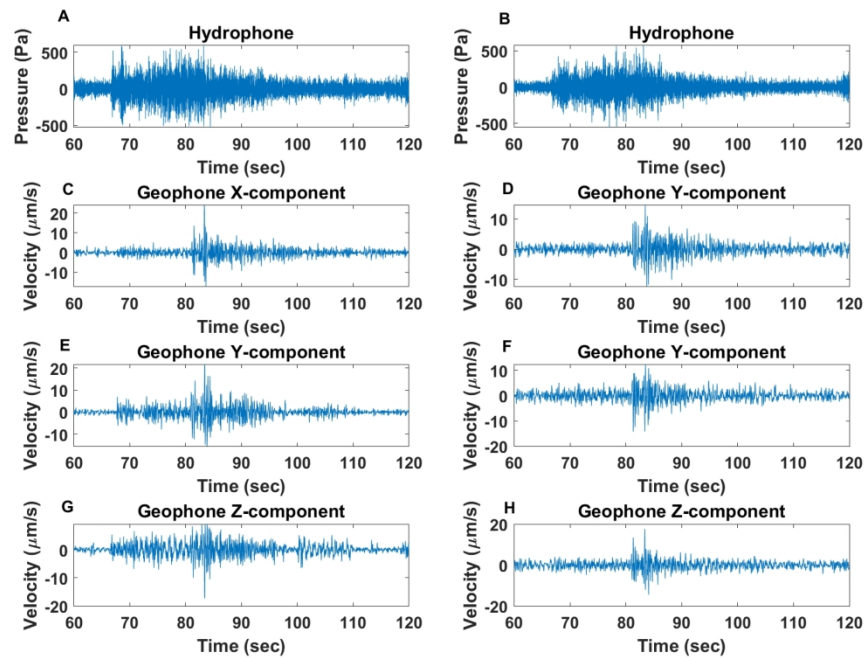 A
Hydrophone
Pressure (Pa)
500
0
-500
60 70 80 90 100 110 120
Time (sec)
B
Hydrophone
Pressure (Pa)
500
0
-500
60 70 80 90 100 110 120
Time (sec)
C
Geophone X-component
Velocity (μm/s)
20
10
0
-10
60 70 80 90 100 110 120
Time (sec)
D
Geophone Y-component
Velocity (μm/s)
10
0
-10
60 70 80 90 100 110 120
Time (sec)
E
Geophone Y-component
Velocity (μm/s)
20
10
0
-10
60 70 80 90 100 110 120
Time (sec)
F
Geophone Y-component
Velocity (μm/s)
10
0
-10
-20
60 70 80 90 100 110 120
Time (sec)
G
Geophone Z-component
Velocity (μm/s)
0
-10
-20
60 70 80 90 100 110 120
Time (sec)
H
Geophone Z-component
Velocity (μm/s)
20
0
-20
60 70 80 90 100 110 120
Time (sec)